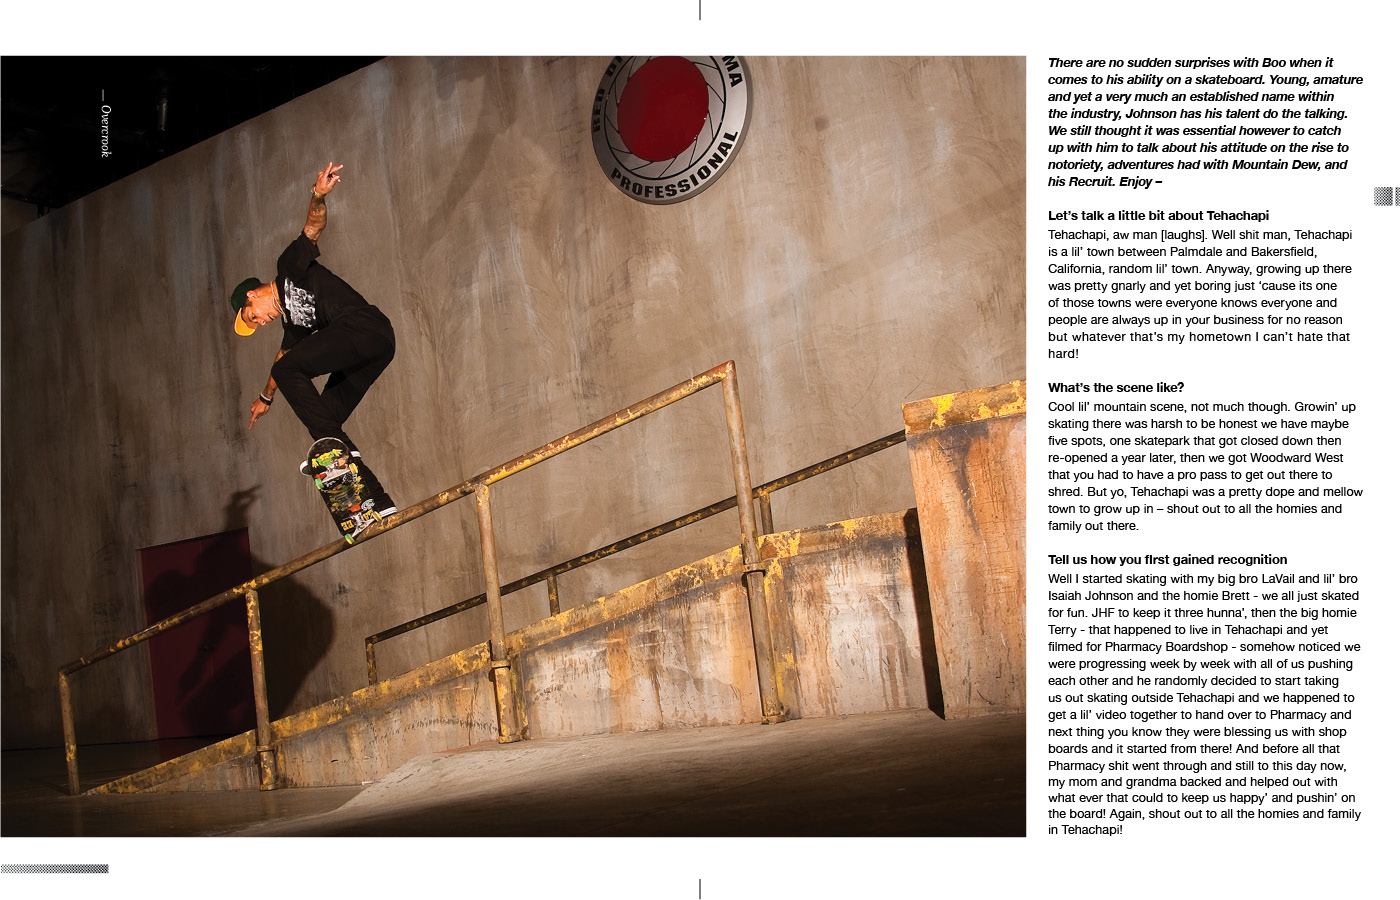 — Overcrook
PROFESSIONAL
There are no sudden surprises with Boo when it
comes to his ability on a skateboard. Young, amature
and yet a very much an established name within
the industry, Johnson has his talent do the talking.
We still thought it was essential however to catch
up with him to talk about his attitude on the rise to
notoriety, adventures had with Mountain Dew, and
his Recruit. Enjoy –
Let's talk a little bit about Tehachapi
Tehachapi, aw man [laughs]. Well shit man, Tehachapi
is a lil’ town between Palmdale and Bakersfield,
California, random lil’ town. Anyway, growing up there
was pretty gnarly and yet boring just ‘cause its one
of those towns were everyone knows everyone and
people are always up in your business for no reason
but whatever that’s my hometown I can’t hate that
hard!
What’s the scene like?
Cool lil’ mountain scene, not much though. Growin’ up
skating there was harsh to be honest we have maybe
five spots, one skatepark that got closed down then
re-opened a year later, then we got Woodward West
that you had to have a pro pass to get out there to
shred. But yo, Tehachapi was a pretty dope and mellow
town to grow up in – shout out to all the homies and
family out there.
Tell us how you first gained recognition
Well I started skating with my big bro LaVail and lil’ bro
Isaiah Johnson and the homie Brett - we all just skated
for fun. JHF to keep it three hunna’, then the big homie
Terry - that happened to live in Tehachapi and yet
filmed for Pharmacy Boardshop - somehow noticed we
were progressing week by week with all of us pushing
each other and he randomly decided to start taking
us out skating outside Tehachapi and we happened to
get a lil’ video together to hand over to Pharmacy and
next thing you know they were blessing us with shop
boards and it started from there! And before all that
Pharmacy shit went through and still to this day now,
my mom and grandma backed and helped out with
what ever that could to keep us happy’ and pushin’ on
the board! Again, shout out to all the homies and family
in Tehachapi!